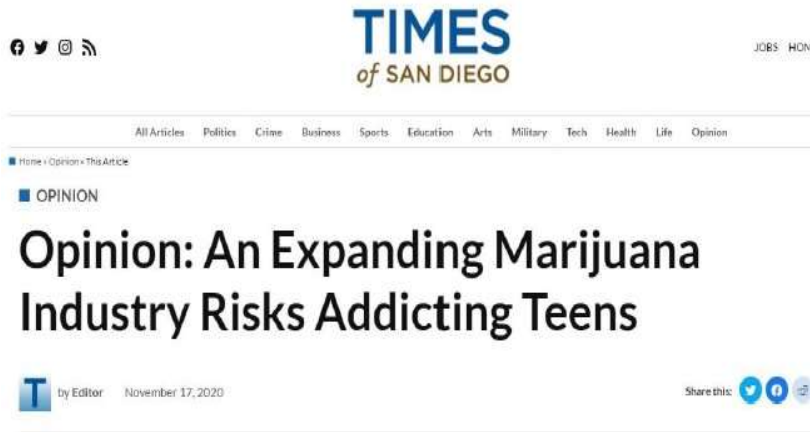 TIMES
of SAN DIEGO
JOBS
All Articles Politics Crime Business Sports Education Arts Military Tech Health Life Opinion
Home › Opinion › This Article
OPINION
Opinion: An Expanding Marijuana
Industry Risks Addicting Teens
T by Editor November 17, 2020 Share this: